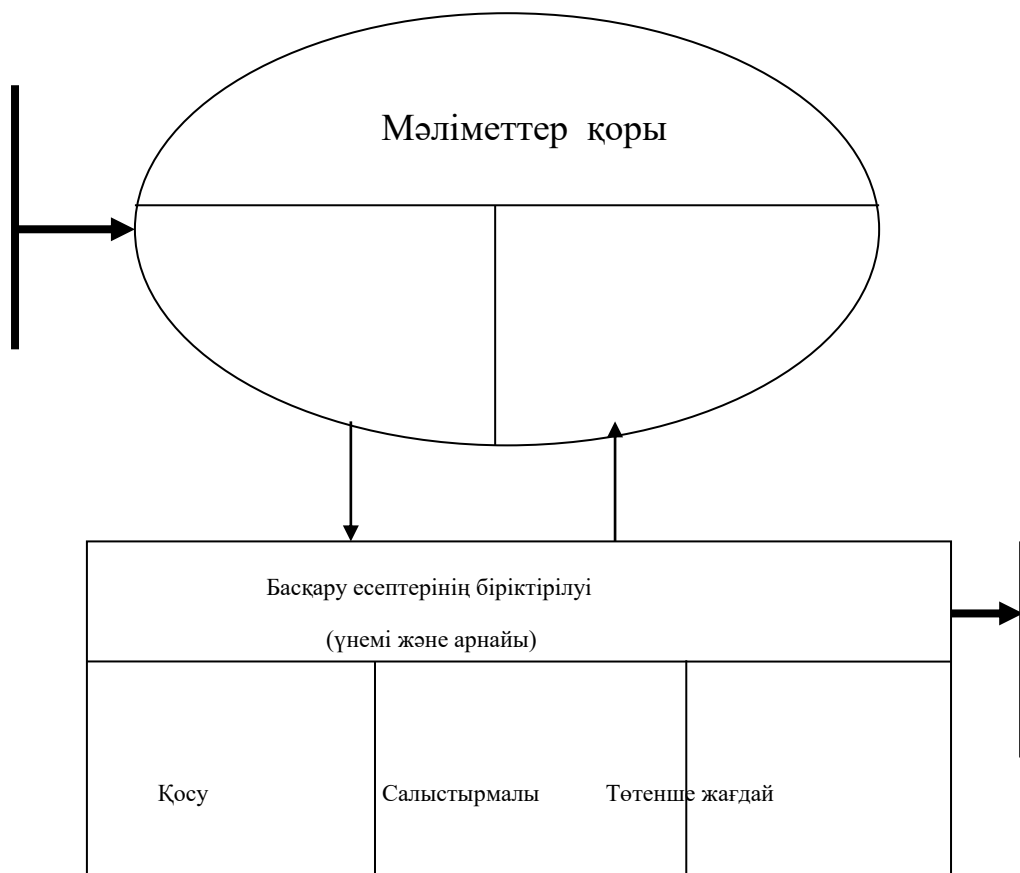 Мәліметтер қоры
Басқару есептерінің біріктірілуі
(үнемі және арнайы)
Қосу
Салыстырмалы
Төтенше жағдай